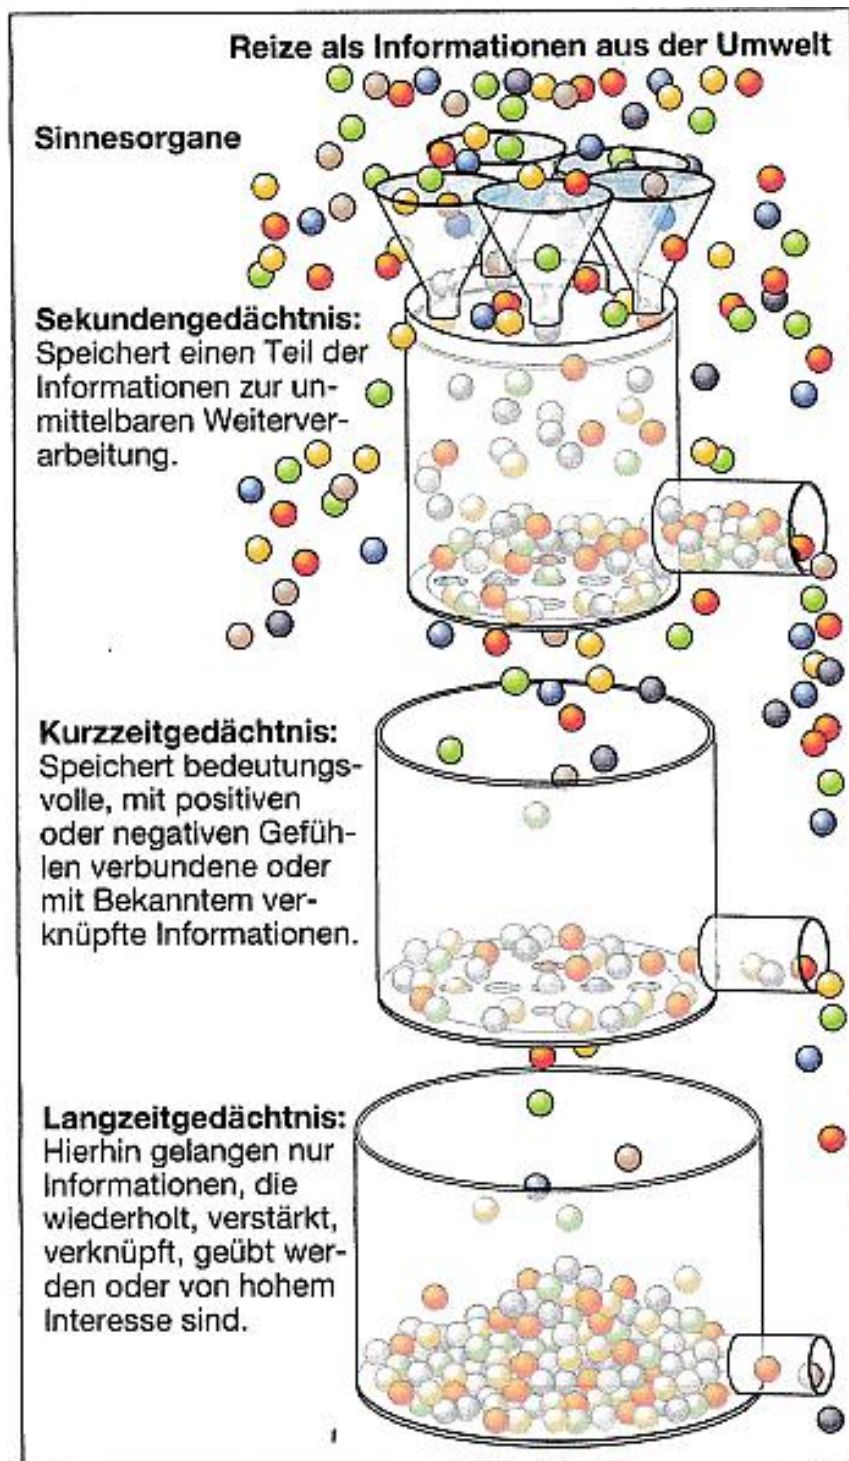 Reize als Informationen aus der Umwelt
Sinnesorgane
Sekundengedächtnis:
Speichert einen Teil der
Informationen zur un-
mittelbaren Weiterver-
arbeitung.
Kurzzeitgedächtnis:
Speichert bedeutungs-
volle, mit positiven
oder negativen Gefüh-
len verbundene oder
mit Bekanntem ver-
knüpfte Informationen.
Langzeitgedächtnis:
Hierhin gelangen nur
Informationen, die
wiederholt, verstärkt,
verknüpft, geübt wer-
den oder von hohem
Interesse sind.